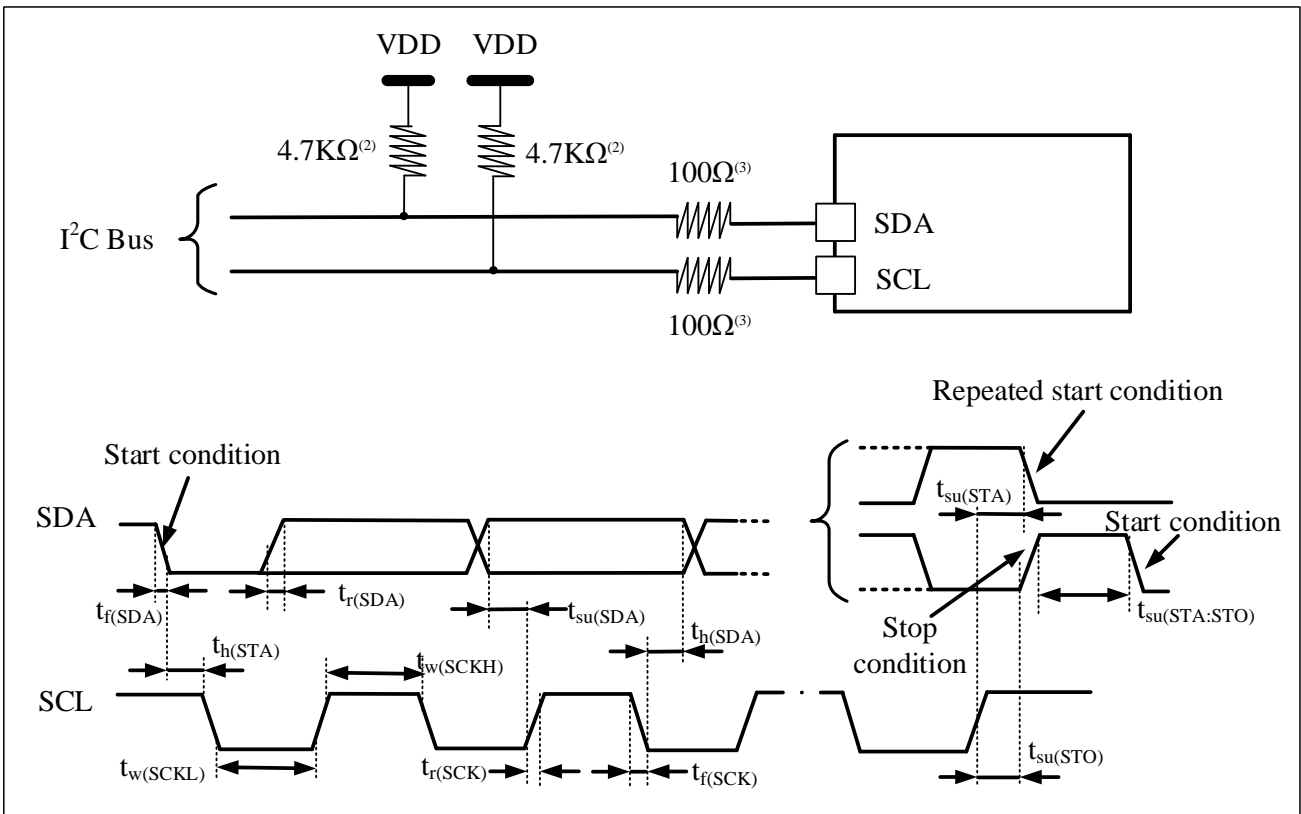 VDD VDD
4.7KΩ(2) 4.7KΩ(2)
100Ω(3)
I2C Bus
SDA
SCL
100Ω(3)
Repeated start condition
Start condition
tsu(STA)
SDA
Start condition
tf(SDA)
tr(SDA)
tsu(SDA)
th(SDA)
Stop
condition
tsu(STA:STO)
th(STA)
tw(SCKH)
SCL
tw(SCKL)
tr(SCK)
tf(SCK)
tsu(STO)